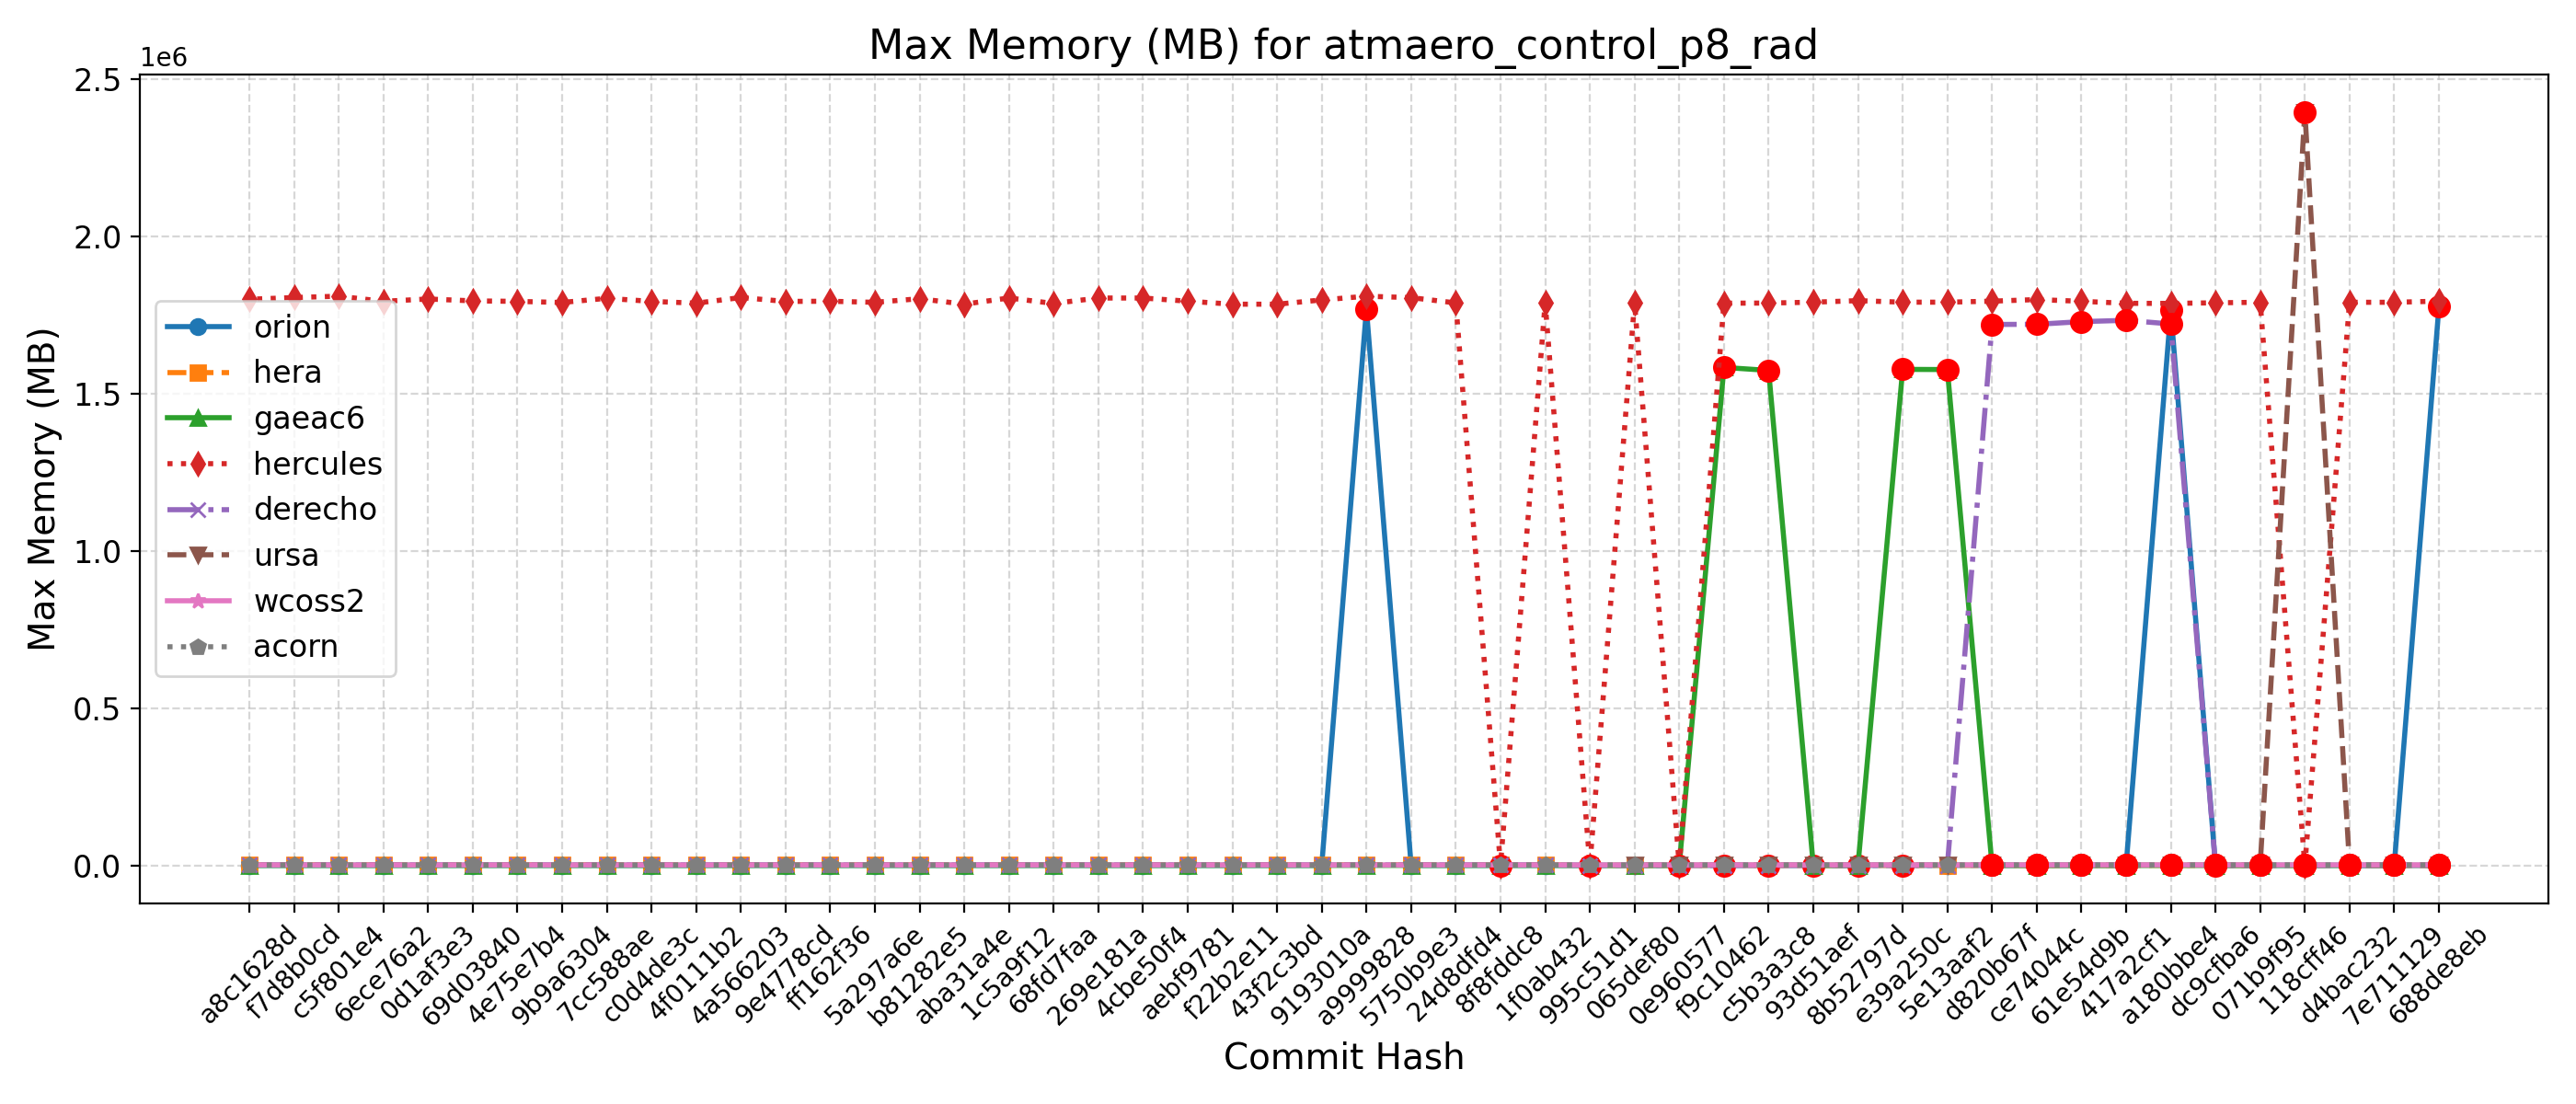 Max Memory (MB) for atmaero_control_p8_rad
1e6
2.5
2.0
1.5
1.0
0.5
0.0
Max Memory (MB)
orion
hera
gaeac6
hercules
derecho
ursa
wcoss2
acorn
a8c1628d
f7d8b0cd
c5f801e4
6ece76a2
0d1af3e3
69d03840
4e75e7b4
9b9a6304
7cc588ae
c0d4de3c
4f0111b2
4a566203
9e4778cd
ff162f36
5a297a6e
b81282e5
aba31a4e
1c5a9f12
68fd7faa
269e181a
4cbe50f4
aebf9781
f22b2e11
43f2c3bd
9193010a
a9999828
5750b9e3
24d8dfd4
8f8fddc8
1f0ab432
995c51d1
065def80
0e960577
f9c10462
c5b3a3c8
93d51aef
8b52797d
e39a250c
5e13aaf2
d820b67f
ce74044c
61e54d9b
417a2cf1
a180bbe4
dc9cfba6
071b9f95
118cff46
d4bac232
7e711129
688de8eb
Commit Hash